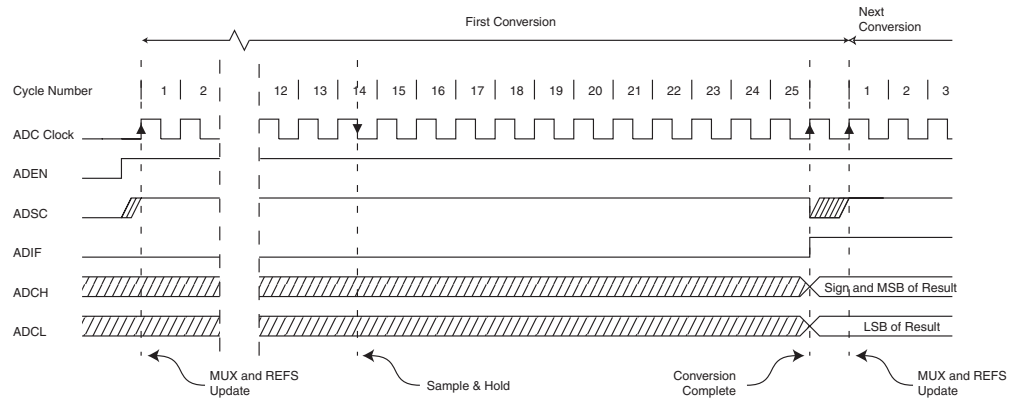 First Conversion
Next
Conversion
Cycle Number 1 2 12 13 14 15 16 17 18 19 20 21 22 23 24 25 1 2 3
ADC Clock
ADEN
ADSC
ADIF
ADCH Sign and MSB of Result
ADCL LSB of Result
MUX and REFS
Update
Sample & Hold
Conversion
Complete
MUX and REFS
Update